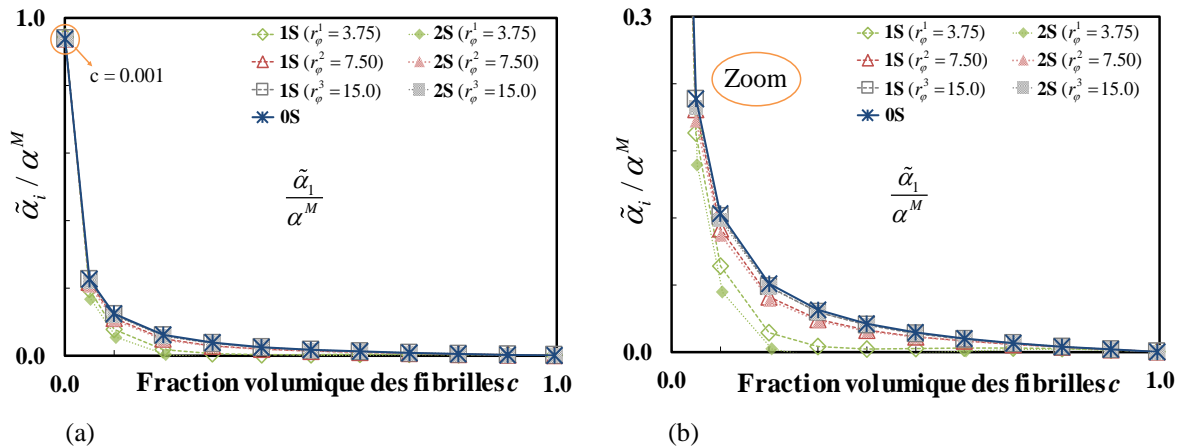 1.0
1S (r_φ^1 = 3.75) 2S (r_φ^1 = 3.75)
1S (r_φ^2 = 7.50) 2S (r_φ^2 = 7.50)
1S (r_φ^3 = 15.0) 2S (r_φ^3 = 15.0)
0S
c = 0.001
α̃_i / α^M
α̃_1 / α^M
0.0
0.0 Fraction volumique des fibrilles c 1.0
(a)
0.3
1S (r_φ^1 = 3.75) 2S (r_φ^1 = 3.75)
1S (r_φ^2 = 7.50) 2S (r_φ^2 = 7.50)
1S (r_φ^3 = 15.0) 2S (r_φ^3 = 15.0)
0S
Zoom
α̃_i / α^M
α̃_1 / α^M
0.0
0.0 Fraction volumique des fibrilles c 1.0
(b)